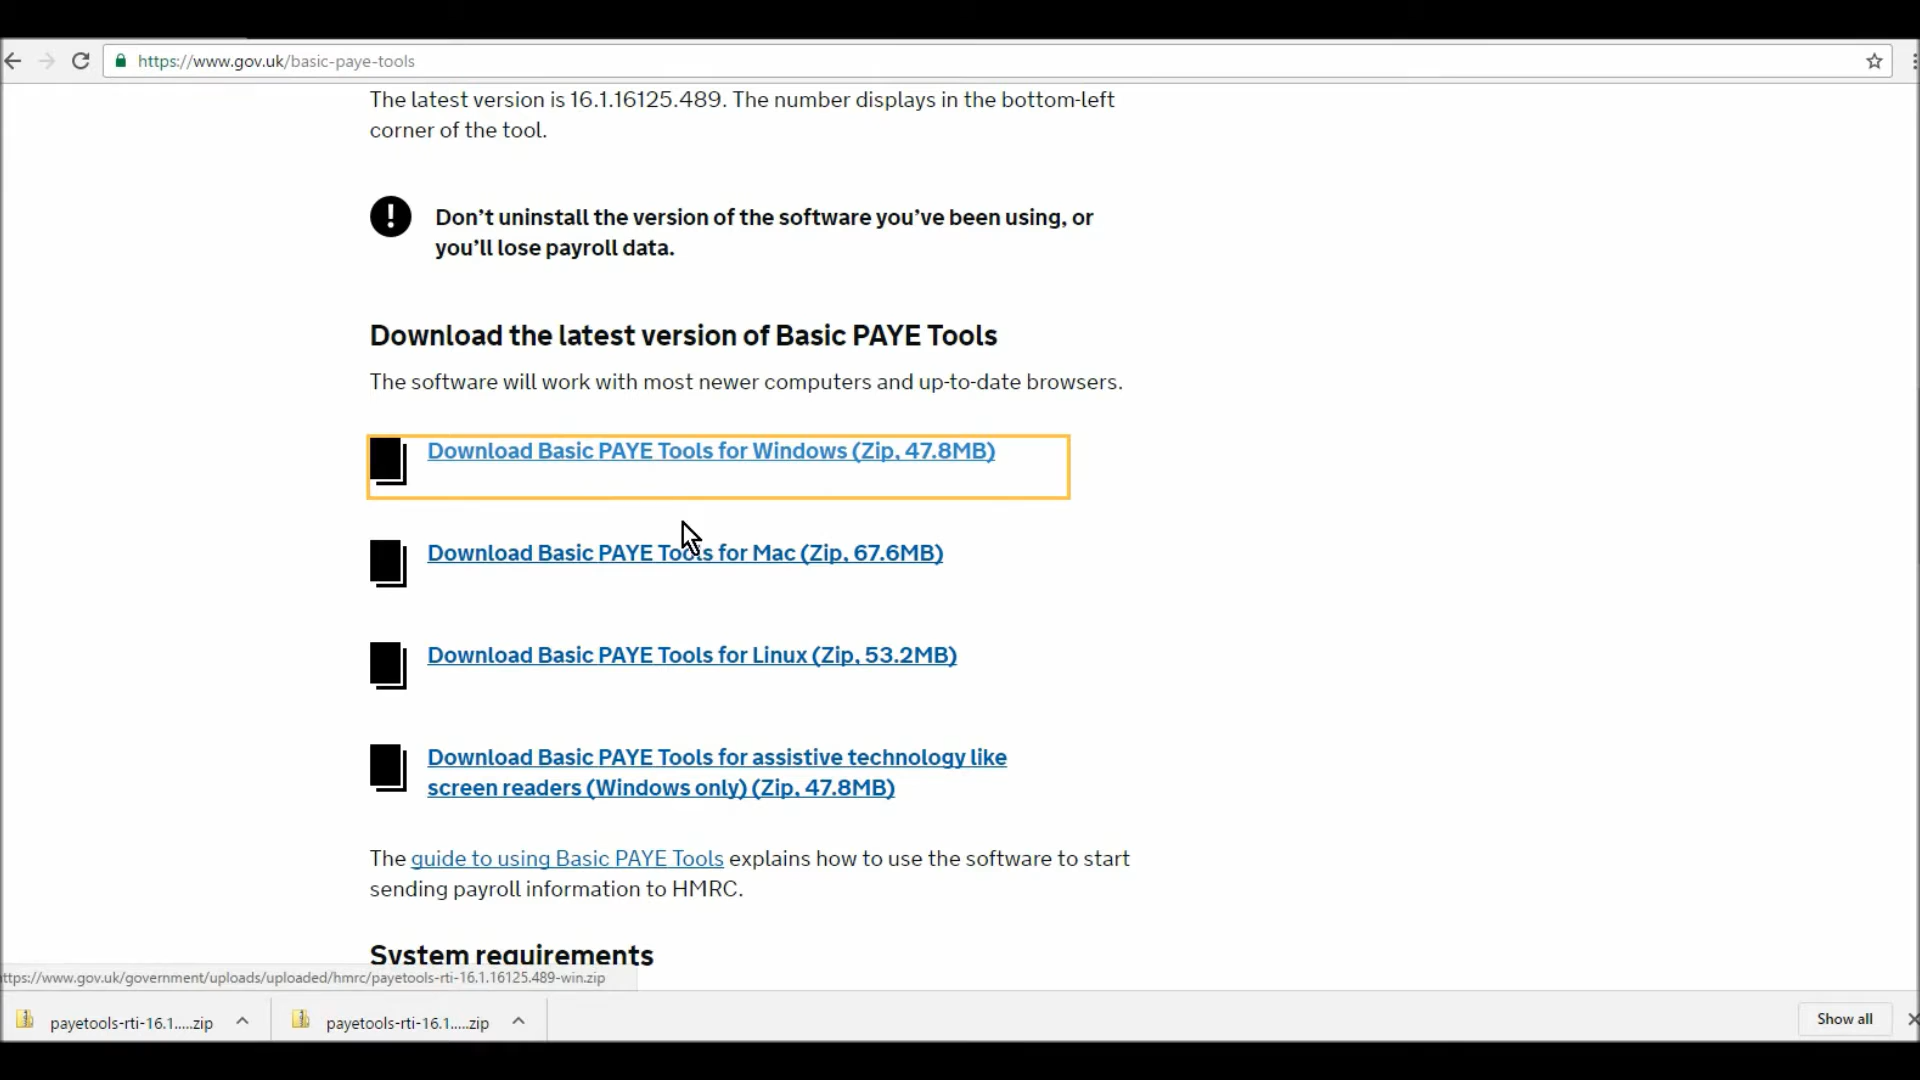 https://www.gov.uk/basic-paye-tools
The latest version is 16.1.16125.489. The number displays in the bottom-left
corner of the tool.
Don’t uninstall the version of the software you’ve been using, or
you’ll lose payroll data.
Download the latest version of Basic PAYE Tools
The software will work with most newer computers and up-to-date browsers.
Download Basic PAYE Tools for Windows (Zip, 47.8MB)
Download Basic PAYE Tools for Mac (Zip, 67.6MB)
Download Basic PAYE Tools for Linux (Zip, 53.2MB)
Download Basic PAYE Tools for assistive technology like
screen readers (Windows only) (Zip, 47.8MB)
The guide to using Basic PAYE Tools explains how to use the software to start
sending payroll information to HMRC.
System requirements
ttps://www.gov.uk/government/uploads/uploaded/hmrc/payetools-rti-16.1.16125.489-win.zip
payetools-rti-16.1.....zip
payetools-rti-16.1.....zip
Show all